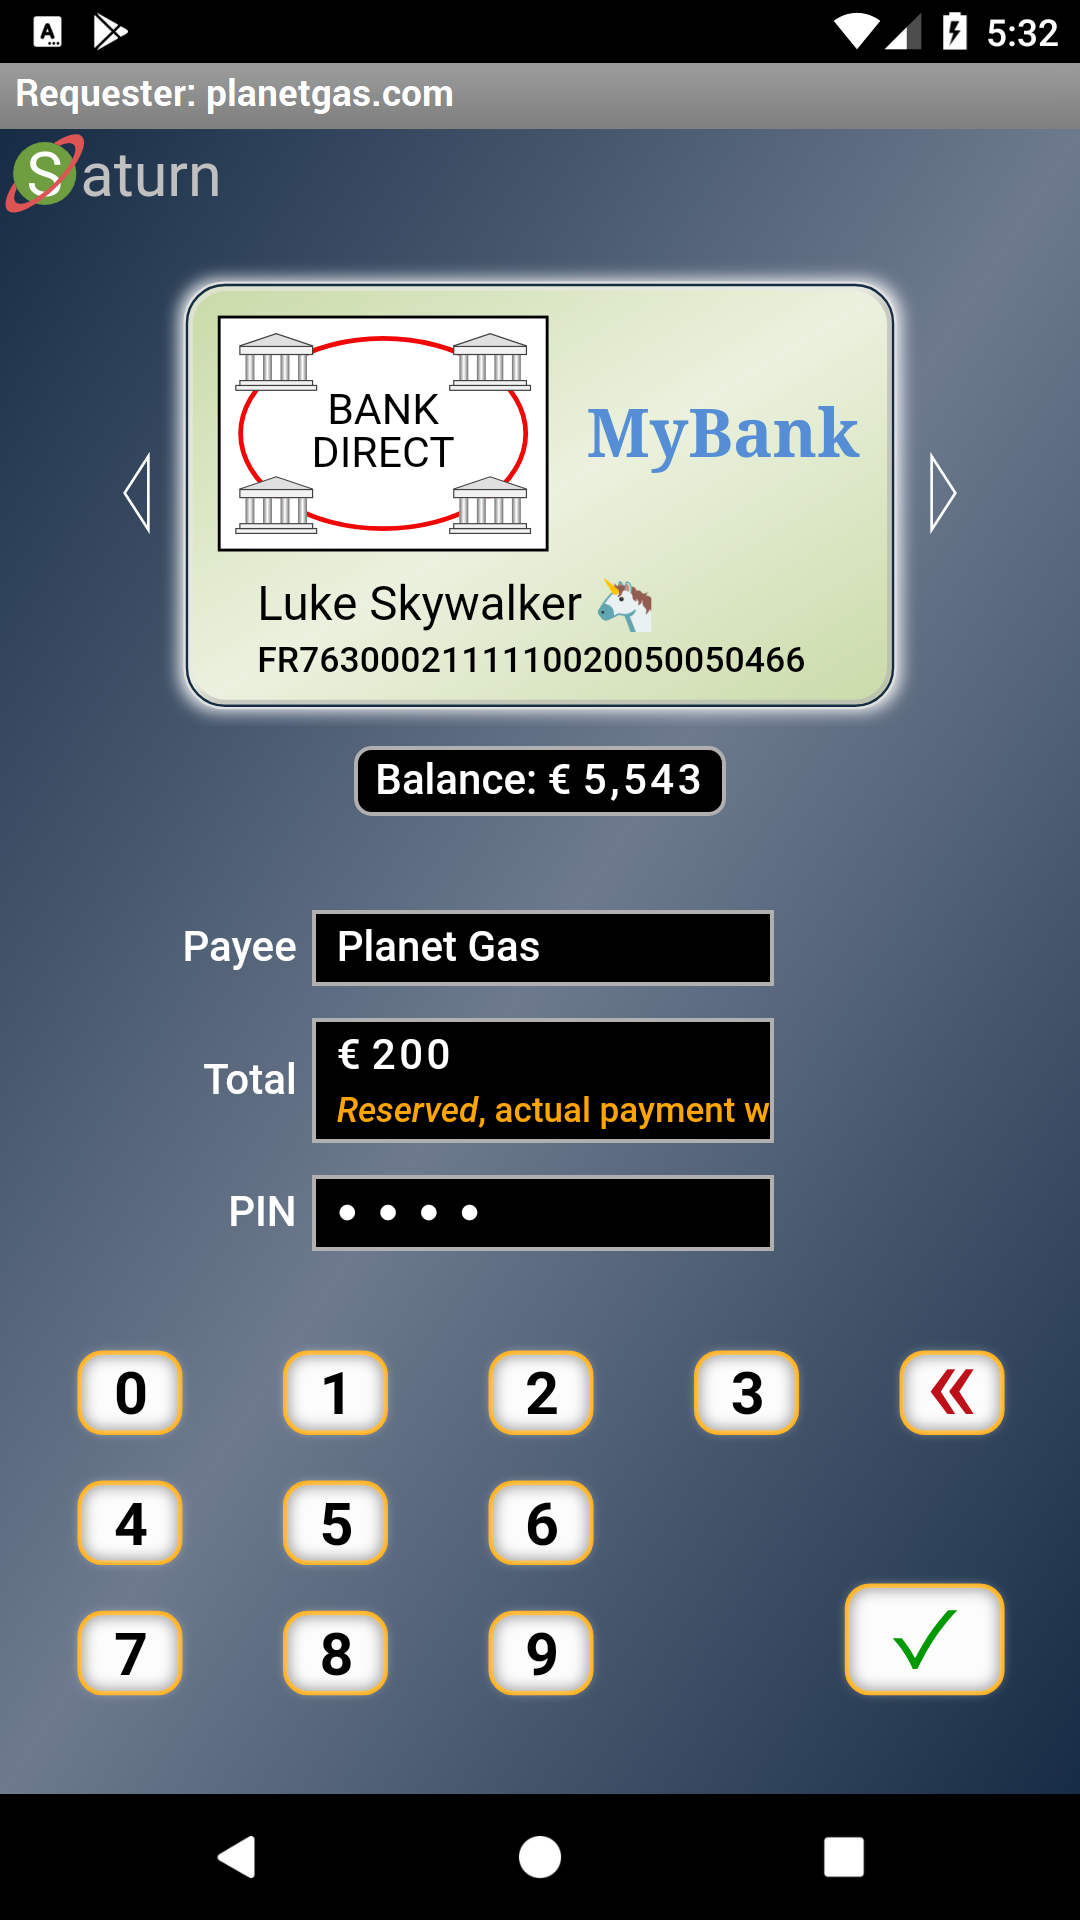 5:32
Requester: planetgas.com
Saturn
BANK
DIRECT
MyBank
Luke Skywalker 🦄
FR7630002111110020050050466
Balance: € 5,543
Payee Planet Gas
Total € 200
Reserved, actual payment w
PIN ● ● ● ●
0 1 2 3 «
4 5 6
7 8 9 ✓